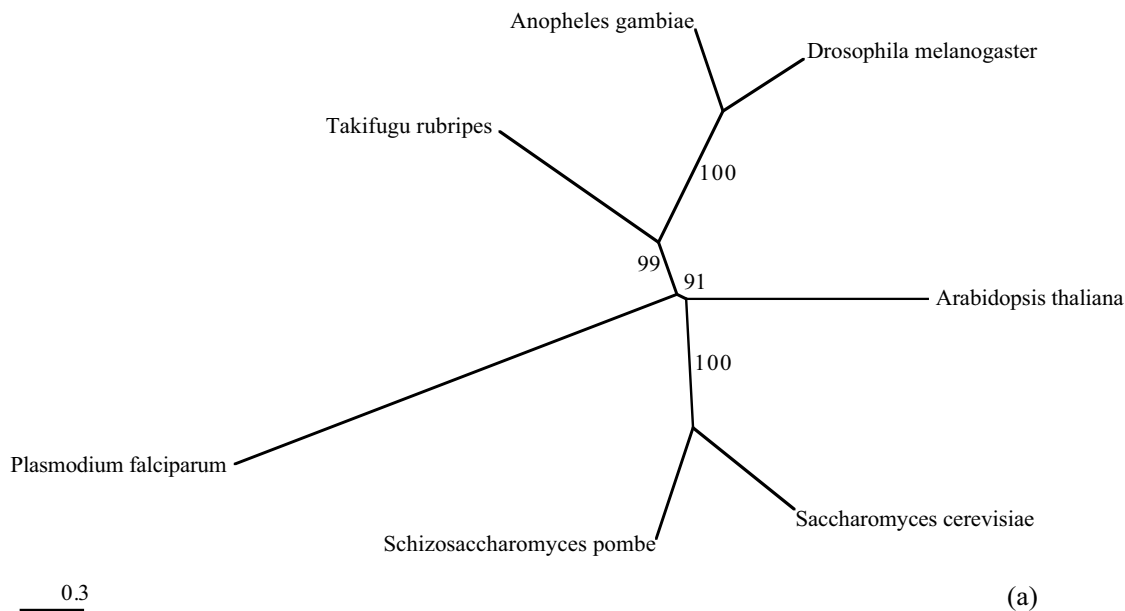 Anopheles gambiae
Drosophila melanogaster
Takifugu rubripes
100
99
91
Arabidopsis thaliana
100
Plasmodium falciparum
Saccharomyces cerevisiae
Schizosaccharomyces pombe
0.3
(a)